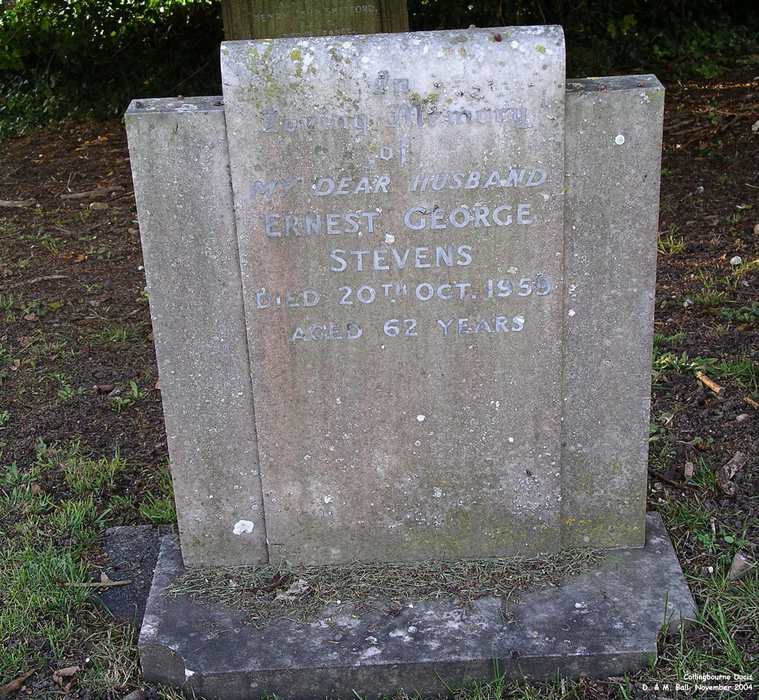 In
Loving Memory
of
MY DEAR HUSBAND
ERNEST GEORGE
STEVENS
DIED 20TH OCT. 1959
AGED 62 YEARS
Collingbourne Ducis
D. & M. Ball, November 2004